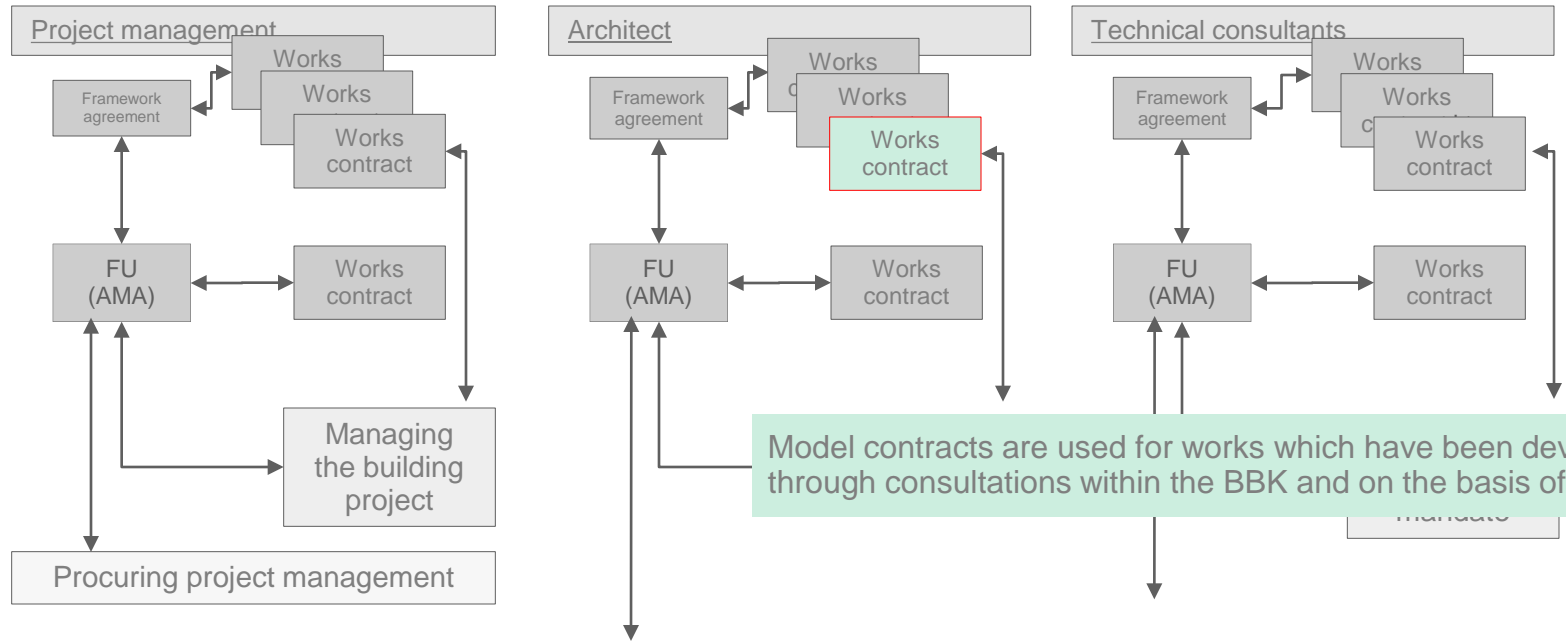 Project management
Works
Works
Works
contract
Framework
agreement
FU
(AMA)
Works
contract
Managing
the building
project
Procuring project management
Architect
Works
Works
Works
contract
Framework
agreement
FU
(AMA)
Works
contract
Technical consultants
Works
Works
Works
contract
Framework
agreement
FU
(AMA)
Works
contract
Model contracts are used for works which have been dev
through consultations within the BBK and on the basis of
mandate